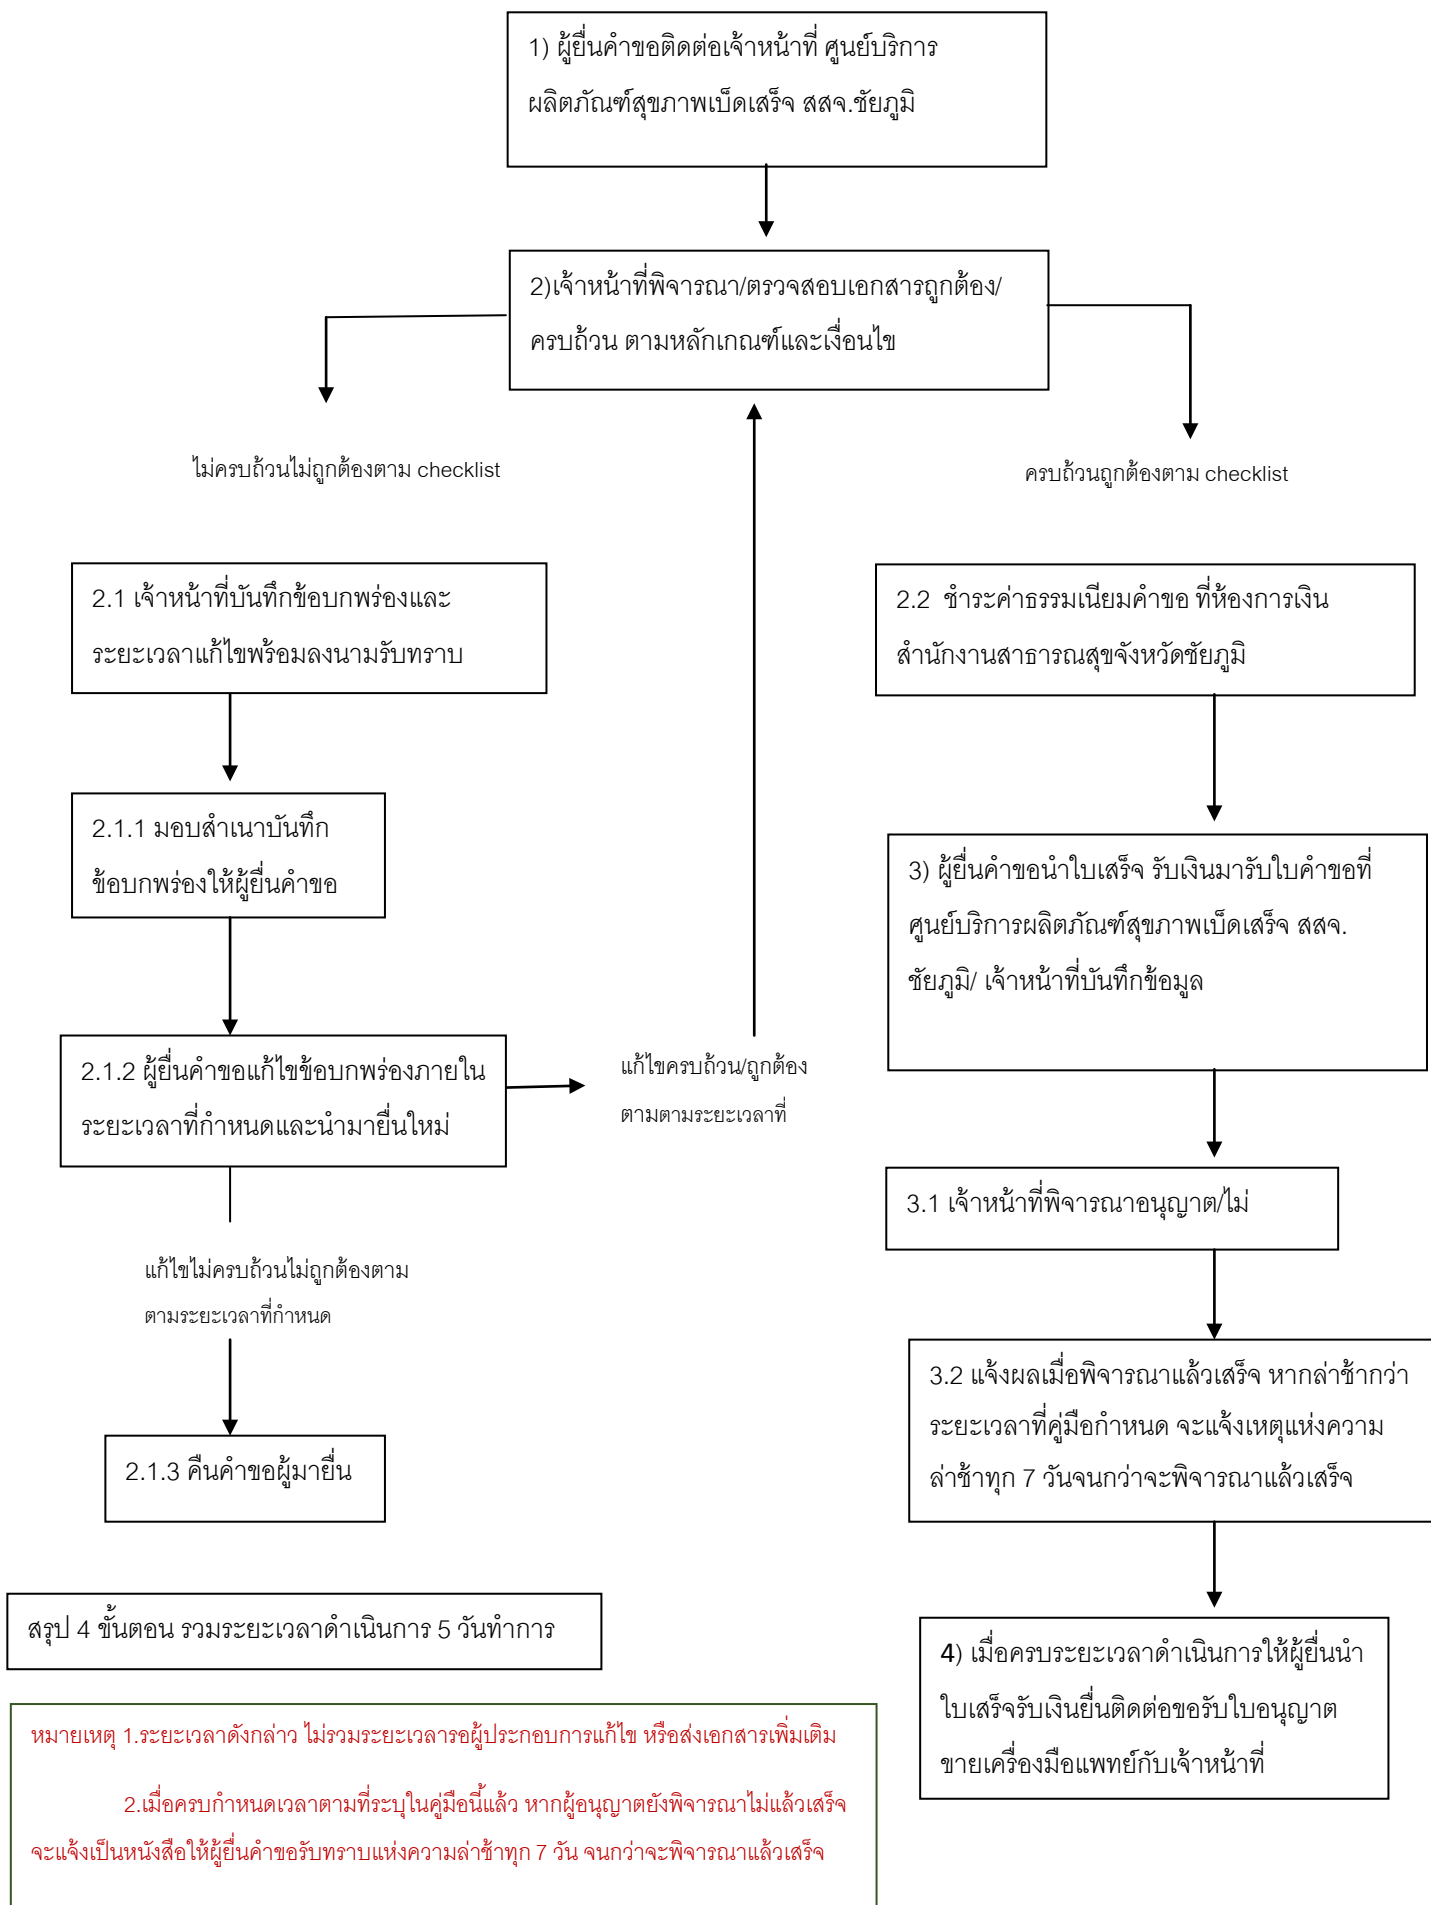 1) ผู้ยื่นคำขอติดต่อเจ้าหน้าที่ ศูนย์บริการ
ผลิตภัณฑ์สุขภาพเบ็ดเสร็จ สสจ.ชัยภูมิ
2)เจ้าหน้าที่พิจารณา/ตรวจสอบเอกสารถูกต้อง/
ครบถ้วน ตามหลักเกณฑ์และเงื่อนไข
ไม่ครบถ้วนไม่ถูกต้องตาม checklist
ครบถ้วนถูกต้องตาม checklist
2.1 เจ้าหน้าที่บันทึกข้อบกพร่องและ
ระยะเวลาแก้ไขพร้อมลงนามรับทราบ
2.2 ชำระค่าธรรมเนียมคำขอ ที่ห้องการเงิน
สำนักงานสาธารณสุขจังหวัดชัยภูมิ
2.1.1 มอบสำเนาบันทึก
ข้อบกพร่องให้ผู้ยื่นคำขอ
3) ผู้ยื่นคำขอนำใบเสร็จ รับเงินมารับใบคำขอที่
ศูนย์บริการผลิตภัณฑ์สุขภาพเบ็ดเสร็จ สสจ.
ชัยภูมิ/ เจ้าหน้าที่บันทึกข้อมูล
2.1.2 ผู้ยื่นคำขอแก้ไขข้อบกพร่องภายใน
ระยะเวลาที่กำหนดและนำมายื่นใหม่
แก้ไขครบถ้วน/ถูกต้อง
ตามตามระยะเวลาที่
3.1 เจ้าหน้าที่พิจารณาอนุญาต/ไม่
แก้ไขไม่ครบถ้วนไม่ถูกต้องตาม
ตามระยะเวลาที่กำหนด
3.2 แจ้งผลเมื่อพิจารณาแล้วเสร็จ หากล่าช้ากว่า
ระยะเวลาที่คู่มือกำหนด จะแจ้งเหตุแห่งความ
ล่าช้าทุก 7 วันจนกว่าจะพิจารณาแล้วเสร็จ
2.1.3 คืนคำขอผู้มายื่น
สรุป 4 ขั้นตอน รวมระยะเวลาดำเนินการ 5 วันทำการ
4) เมื่อครบระยะเวลาดำเนินการให้ผู้ยื่นนำ
ใบเสร็จรับเงินยื่นติดต่อขอรับใบอนุญาต
ขายเครื่องมือแพทย์กับเจ้าหน้าที่
หมายเหตุ 1.ระยะเวลาดังกล่าว ไม่รวมระยะเวลารอผู้ประกอบการแก้ไข หรือส่งเอกสารเพิ่มเติม
2.เมื่อครบกำหนดเวลาตามที่ระบุในคู่มือนี้แล้ว หากผู้อนุญาตยังพิจารณาไม่แล้วเสร็จ
จะแจ้งเป็นหนังสือให้ผู้ยื่นคำขอรับทราบแห่งความล่าช้าทุก 7 วัน จนกว่าจะพิจารณาแล้วเสร็จ